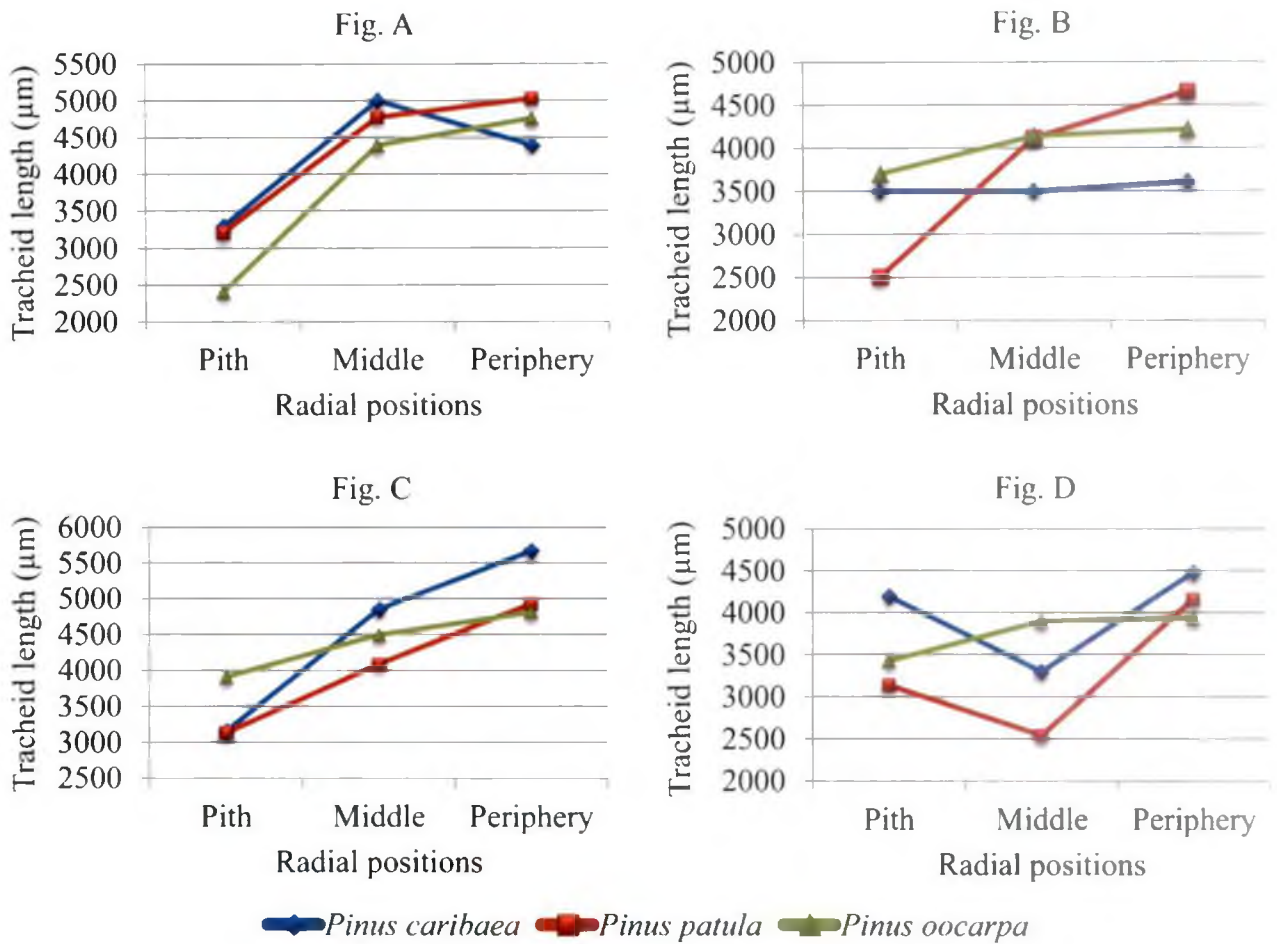 Fig. A
Tracheid length (µm)
5500
5000
4500
4000
3500
3000
2500
2000
Pith Middle Periphery
Radial positions
Fig. B
Tracheid length (µm)
5000
4500
4000
3500
3000
2500
2000
Pith Middle Periphery
Radial positions
Fig. C
Tracheid length (µm)
6000
5500
5000
4500
4000
3500
3000
2500
Pith Middle Periphery
Radial positions
Fig. D
Tracheid length (µm)
5000
4500
4000
3500
3000
2500
2000
Pith Middle Periphery
Radial positions
Pinus caribaea Pinus patula Pinus oocarpa